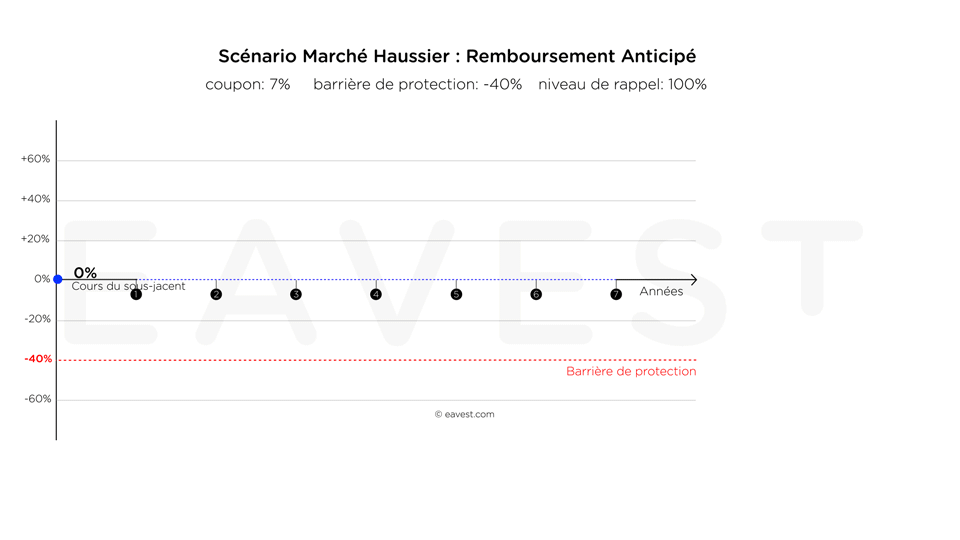 Scénario Marché Haussier : Remboursement Anticipé
coupon: 7% barrière de protection: -40% niveau de rappel: 100%
+60%
+40%
+20%
EAVEST
0%
0%
Cours du sous-jacent
1 2 3 4 5 6 7
Années
-20%
-40%
Barrière de protection
-60%
© eavest.com